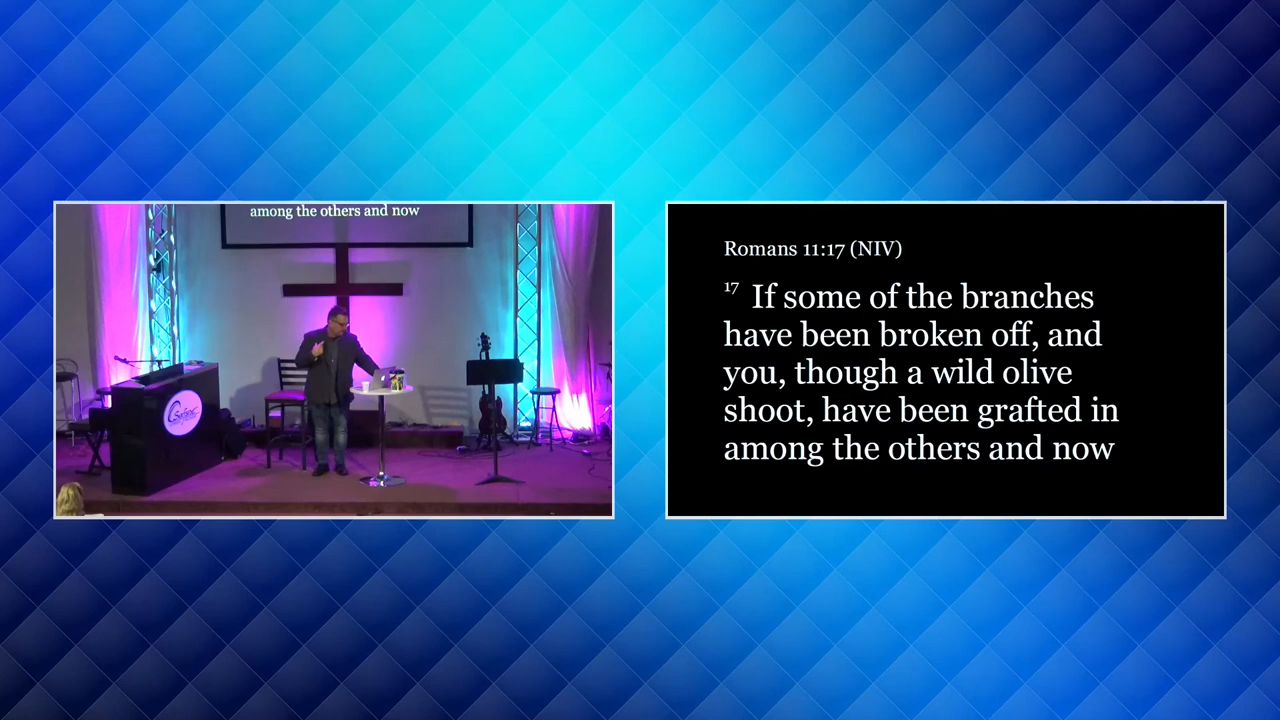 among the others and now
Romans 11:17 (NIV)
17 If some of the branches
have been broken off, and
you, though a wild olive
shoot, have been grafted in
among the others and now